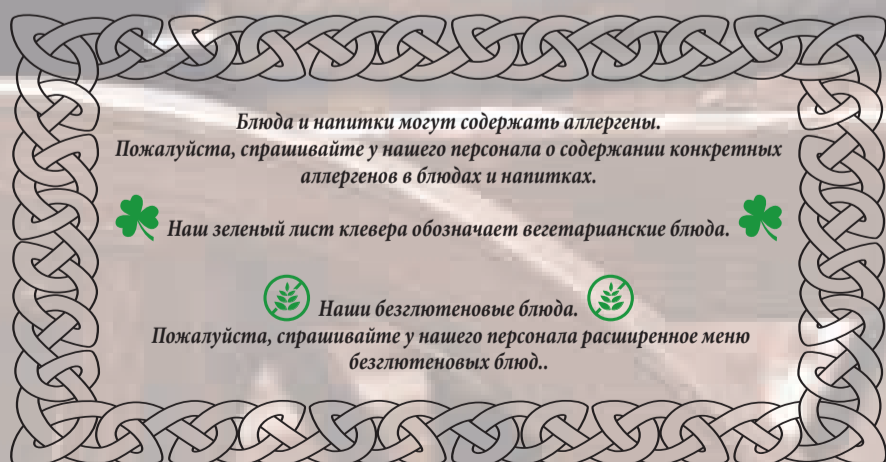 Блюда и напитки могут содержать аллергены.
Пожалуйста, спрашивайте у нашего персонала о содержании конкретных
аллергенов в блюдах и напитках.
Наш зеленый лист клевера обозначает вегетарианские блюда.
Наши безглютеновые блюда.
Пожалуйста, спрашивайте у нашего персонала расширенное меню
безглютеновых блюд..